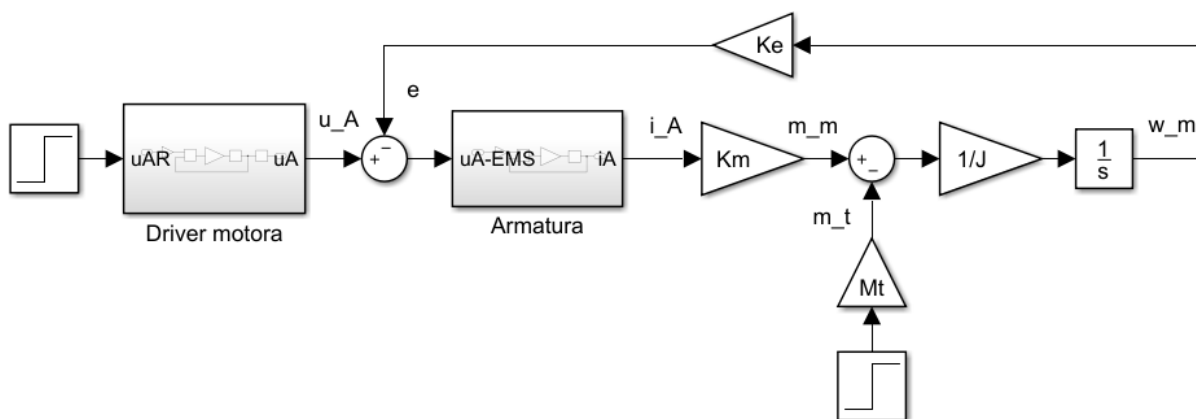 Ke
e
u_A
i_A
m_m
w_m
uAR
uA
+
−
uA-EMS
iA
Km
+
−
1/J
1
s
Driver motora
Armatura
m_t
Mt